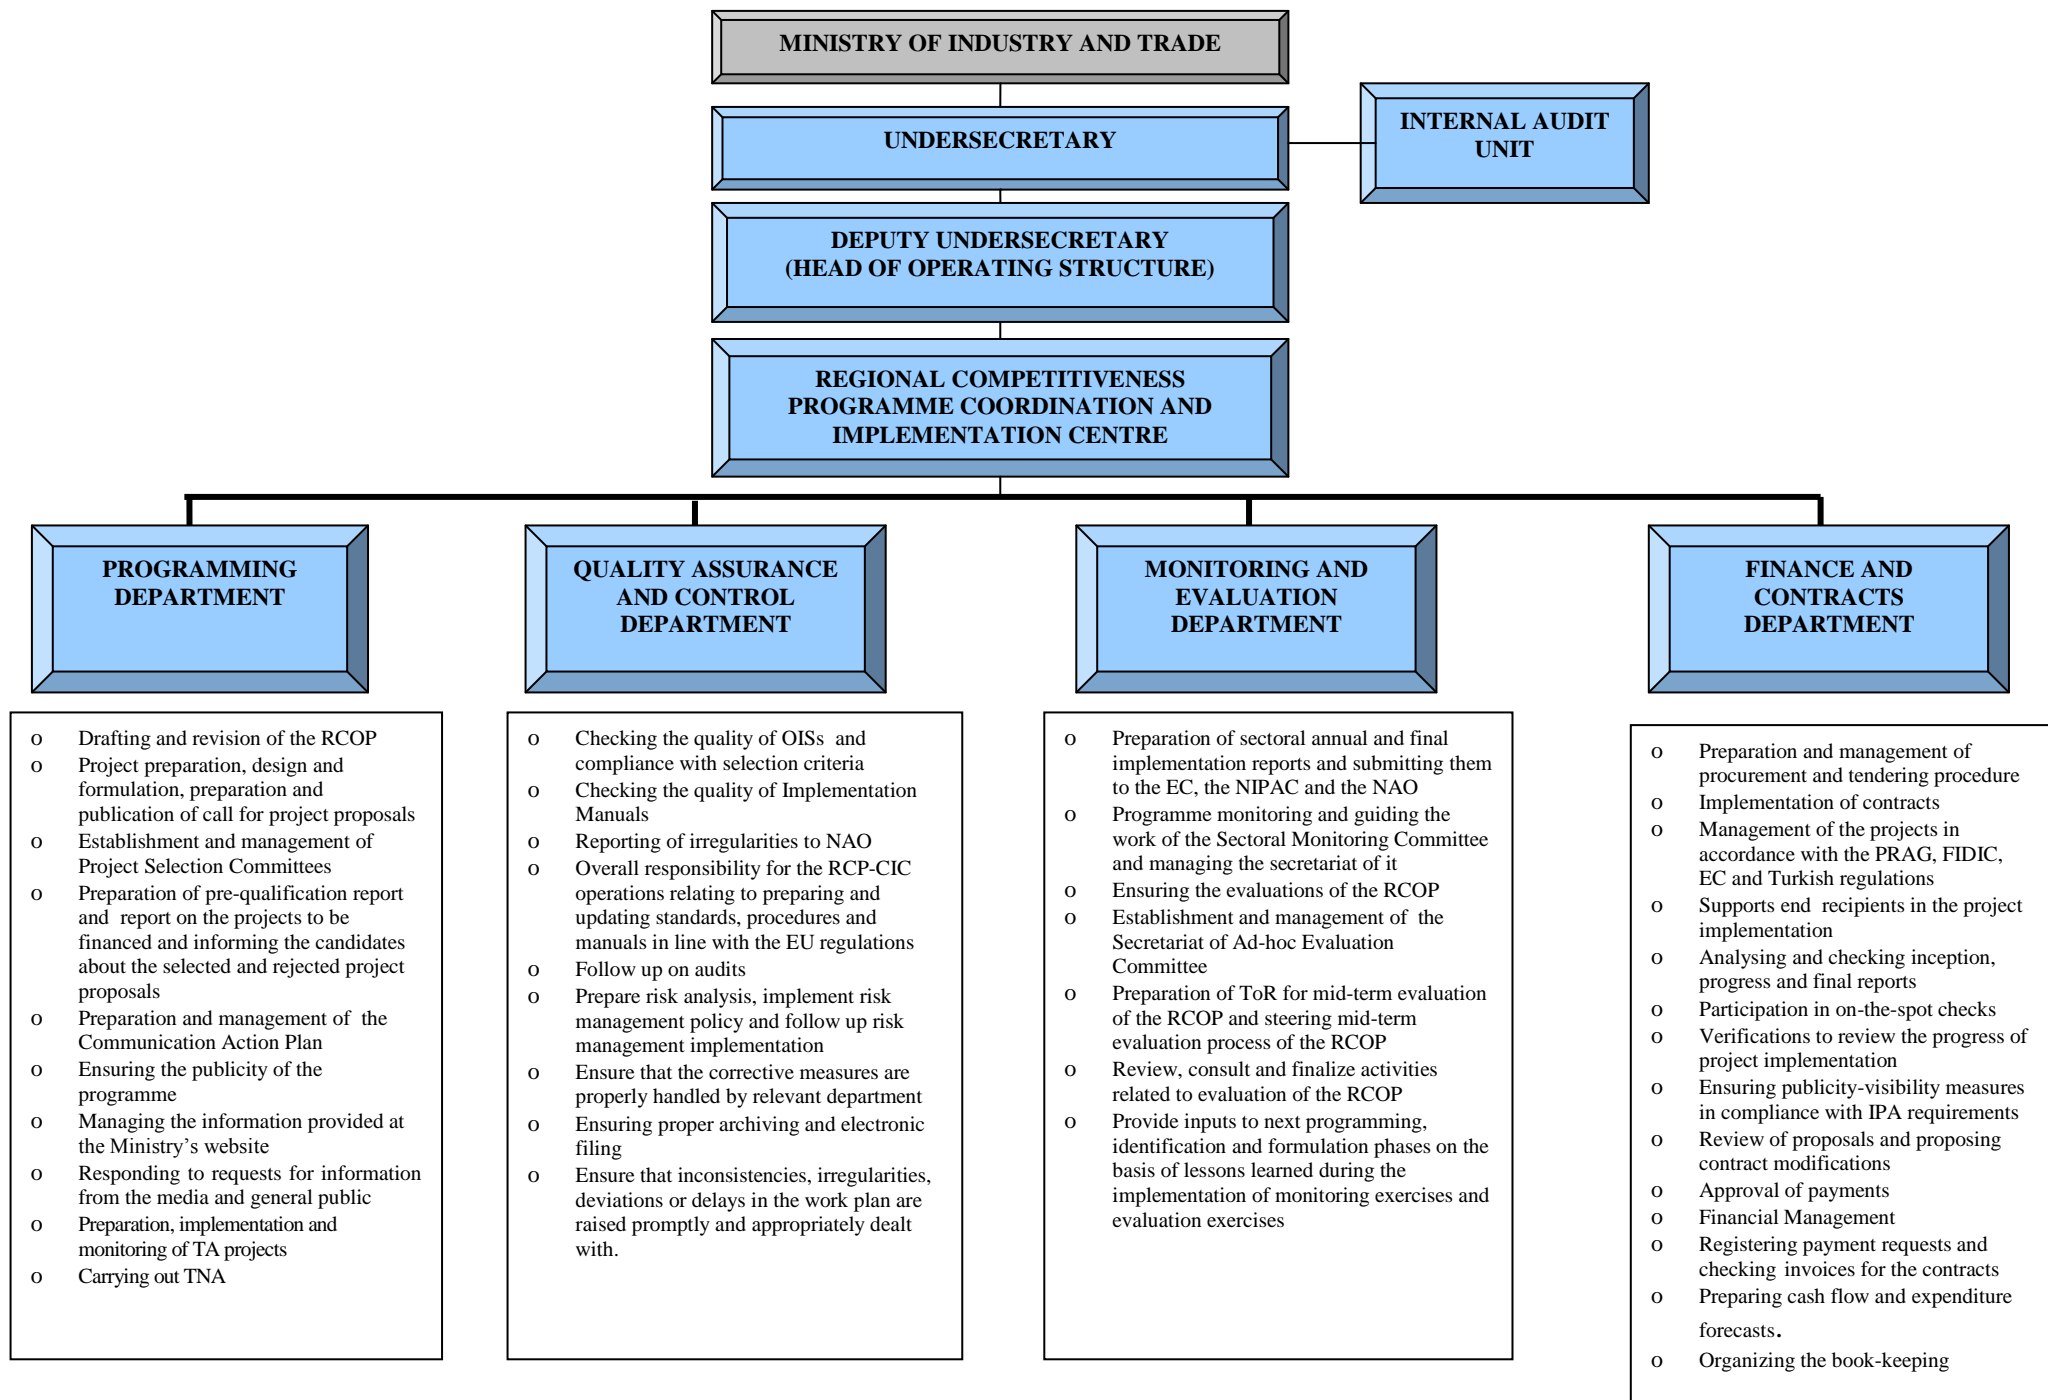 MINISTRY OF INDUSTRY AND TRADE
UNDERSECRETARY
INTERNAL AUDIT
UNIT
DEPUTY UNDERSECRETARY
(HEAD OF OPERATING STRUCTURE)
REGIONAL COMPETITIVENESS
PROGRAMME COORDINATION AND
IMPLEMENTATION CENTRE
PROGRAMMING
DEPARTMENT
QUALITY ASSURANCE
AND CONTROL
DEPARTMENT
MONITORING AND
EVALUATION
DEPARTMENT
FINANCE AND
CONTRACTS
DEPARTMENT
o Drafting and revision of the RCOP
o Project preparation, design and
formulation, preparation and
publication of call for project proposals
o Establishment and management of
Project Selection Committees
o Preparation of pre-qualification report
and report on the projects to be
financed and informing the candidates
about the selected and rejected project
proposals
o Preparation and management of the
Communication Action Plan
o Ensuring the publicity of the
programme
o Managing the information provided at
the Ministry’s website
o Responding to requests for information
from the media and general public
o Preparation, implementation and
monitoring of TA projects
o Carrying out TNA
o Checking the quality of OISs and
compliance with selection criteria
o Checking the quality of Implementation
Manuals
o Reporting of irregularities to NAO
o Overall responsibility for the RCP-CIC
operations relating to preparing and
updating standards, procedures and
manuals in line with the EU regulations
o Follow up on audits
o Prepare risk analysis, implement risk
management policy and follow up risk
management implementation
o Ensure that the corrective measures are
properly handled by relevant department
o Ensuring proper archiving and electronic
filing
o Ensure that inconsistencies, irregularities,
deviations or delays in the work plan are
raised promptly and appropriately dealt
with.
o Preparation of sectoral annual and final
implementation reports and submitting them
to the EC, the NIPAC and the NAO
o Programme monitoring and guiding the
work of the Sectoral Monitoring Committee
and managing the secretariat of it
o Ensuring the evaluations of the RCOP
o Establishment and management of the
Secretariat of Ad-hoc Evaluation
Committee
o Preparation of ToR for mid-term evaluation
of the RCOP and steering mid-term
evaluation process of the RCOP
o Review, consult and finalize activities
related to evaluation of the RCOP
o Provide inputs to next programming,
identification and formulation phases on the
basis of lessons learned during the
implementation of monitoring exercises and
evaluation exercises
o Preparation and management of
procurement and tendering procedure
o Implementation of contracts
o Management of the projects in
accordance with the PRAG, FIDIC,
EC and Turkish regulations
o Supports end recipients in the project
implementation
o Analysing and checking inception,
progress and final reports
o Participation in on-the-spot checks
o Verifications to review the progress of
project implementation
o Ensuring publicity-visibility measures
in compliance with IPA requirements
o Review of proposals and proposing
contract modifications
o Approval of payments
o Financial Management
o Registering payment requests and
checking invoices for the contracts
o Preparing cash flow and expenditure
forecasts.
o Organizing the book-keeping